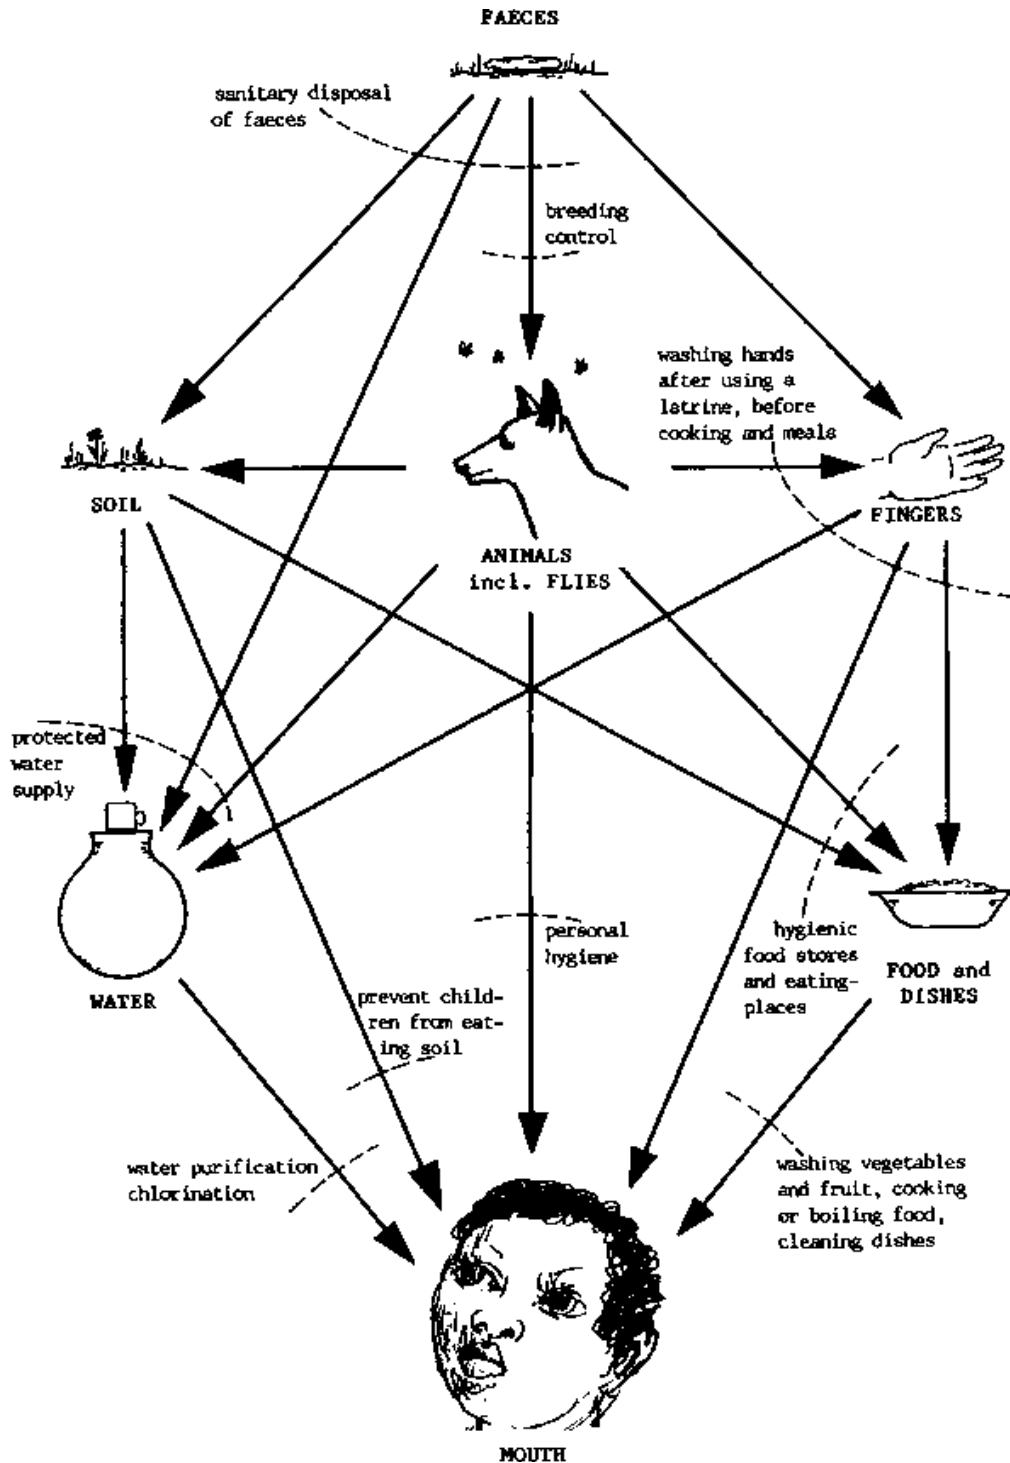 FAECES
sanitary disposal
of faeces
breeding
control
washing hands
after using a
latrine, before
cooking and meals
SOIL
FINGERS
ANIMALS
incl. FLIES
protected
water
supply
personal
hygiene
hygienic
food stores
and eating-
places
FOOD and
DISHES
WATER
prevent child-
ren from eat-
ing soil
water purification
chlorination
washing vegetables
and fruit, cooking
or boiling food,
cleaning dishes
MOUTH